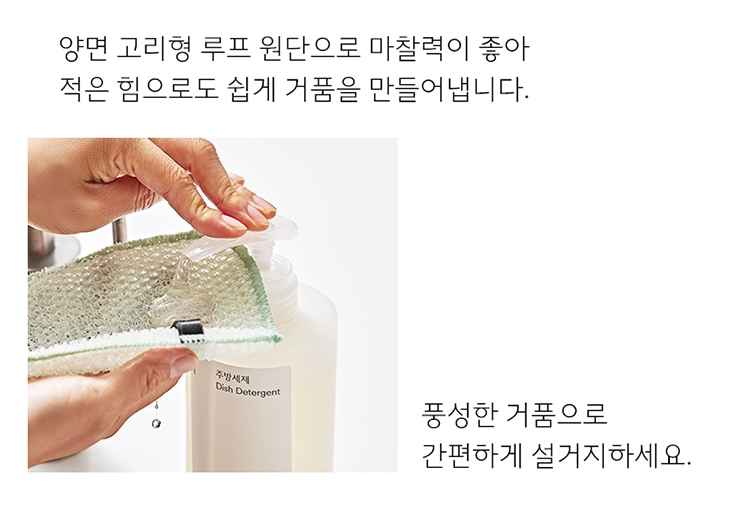 양면 고리형 루프 원단으로 마찰력이 좋아
적은 힘으로도 쉽게 거품을 만들어냅니다.
주방세제
Dish Detergent
풍성한 거품으로
간편하게 설거지하세요.